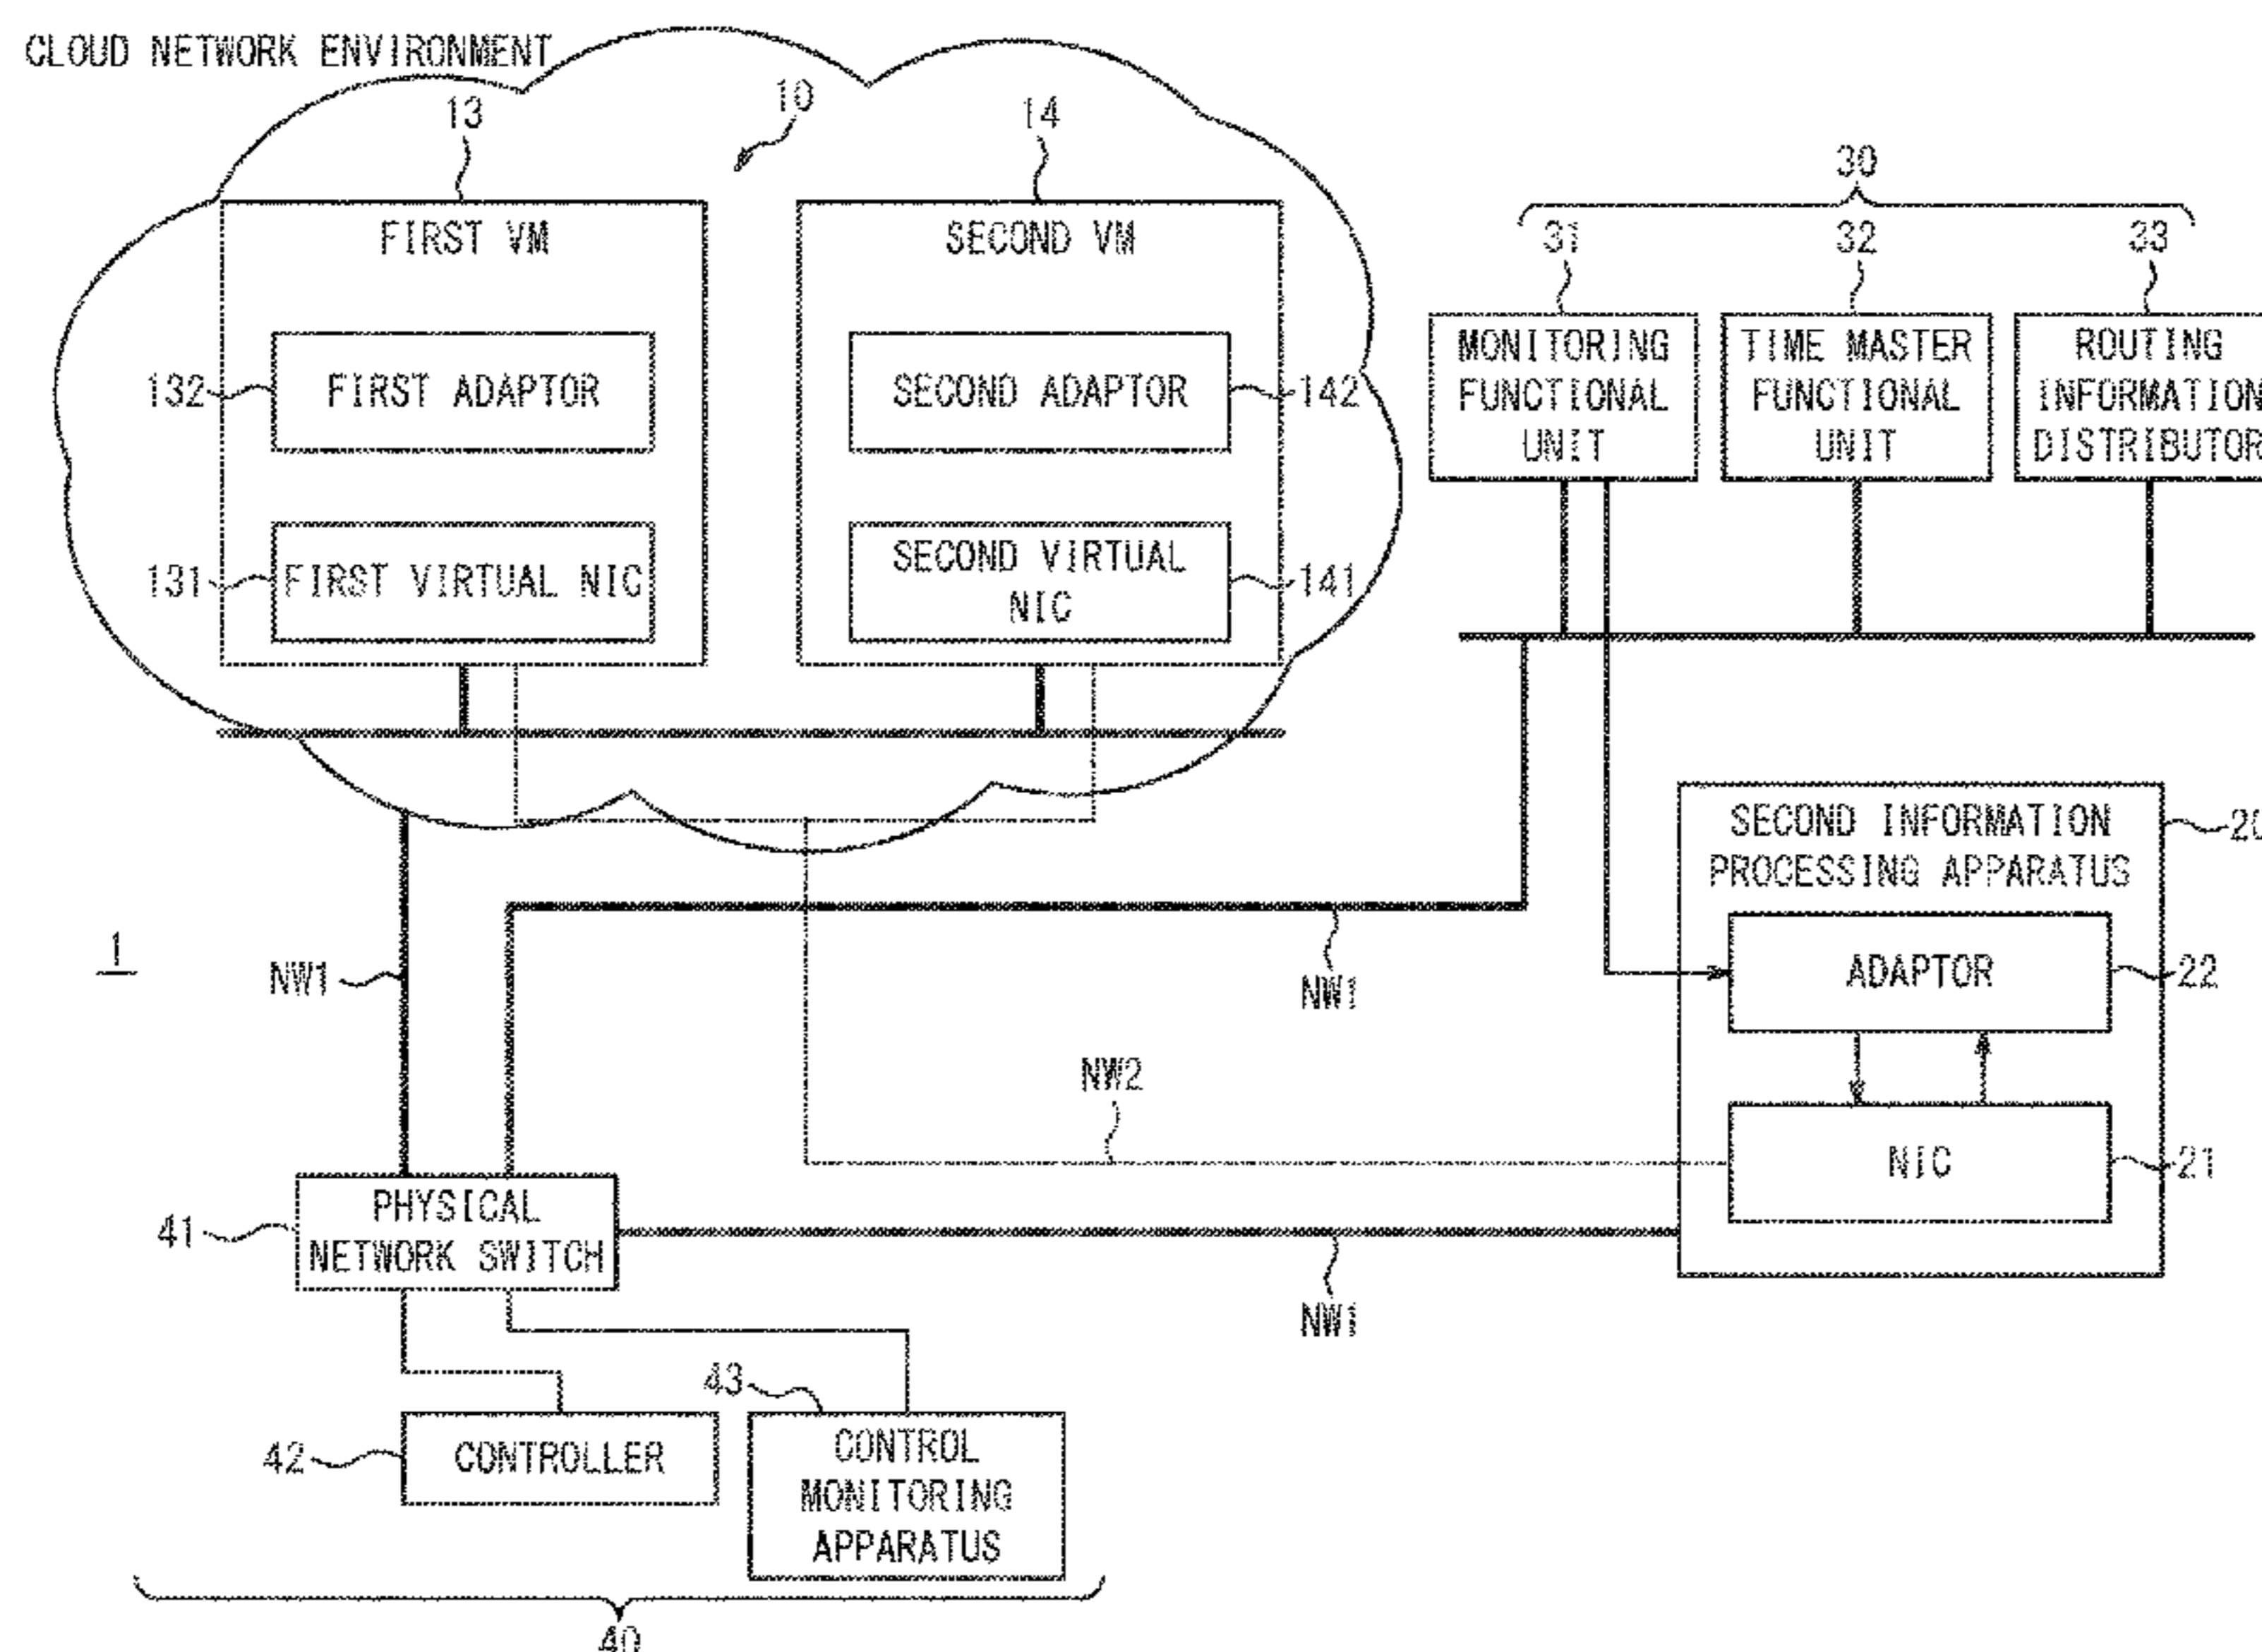 CLOUD NETWORK ENVIRONMENT
10
13
14
FIRST VM
SECOND VM
132
FIRST ADAPTOR
SECOND ADAPTOR
142
131
FIRST VIRTUAL NIC
SECOND VIRTUAL
NIC
141
30
31
32
33
MONITORING
FUNCTIONAL
UNIT
TIME MASTER
FUNCTIONAL
UNIT
ROUTING
INFORMATION
DISTRIBUTOR
SECOND INFORMATION
PROCESSING APPARATUS
20
ADAPTOR
22
NIC
21
1
NW1
NW1
NW2
NW1
41
PHYSICAL
NETWORK SWITCH
42
CONTROLLER
43
CONTROL
MONITORING
APPARATUS
40